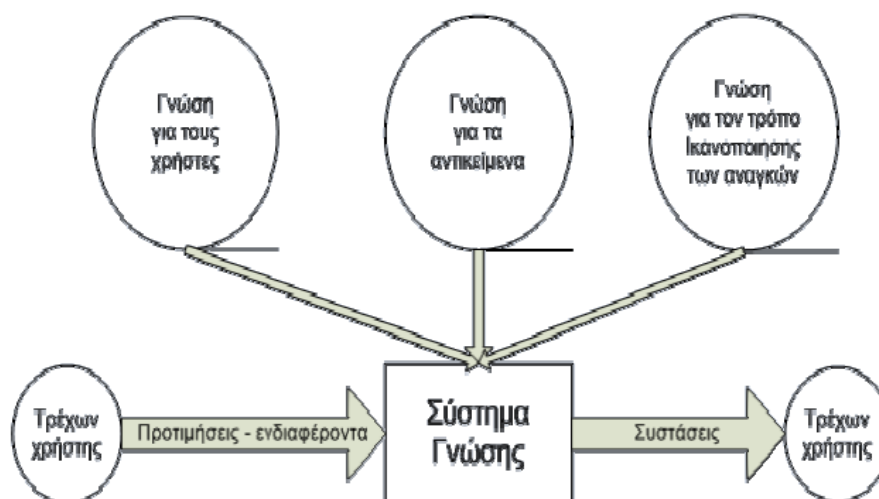 Γνώση
για τους
χρήστες
Γνώση
για τα
αντικείμενα
Γνώση
για τον τρόπο
Ικανοποίησης
των αναγκών
Τρέχων
χρήστης
Προτιμήσεις - ενδιαφέροντα
Σύστημα
Γνώσης
Συστάσεις
Τρέχων
χρήστης